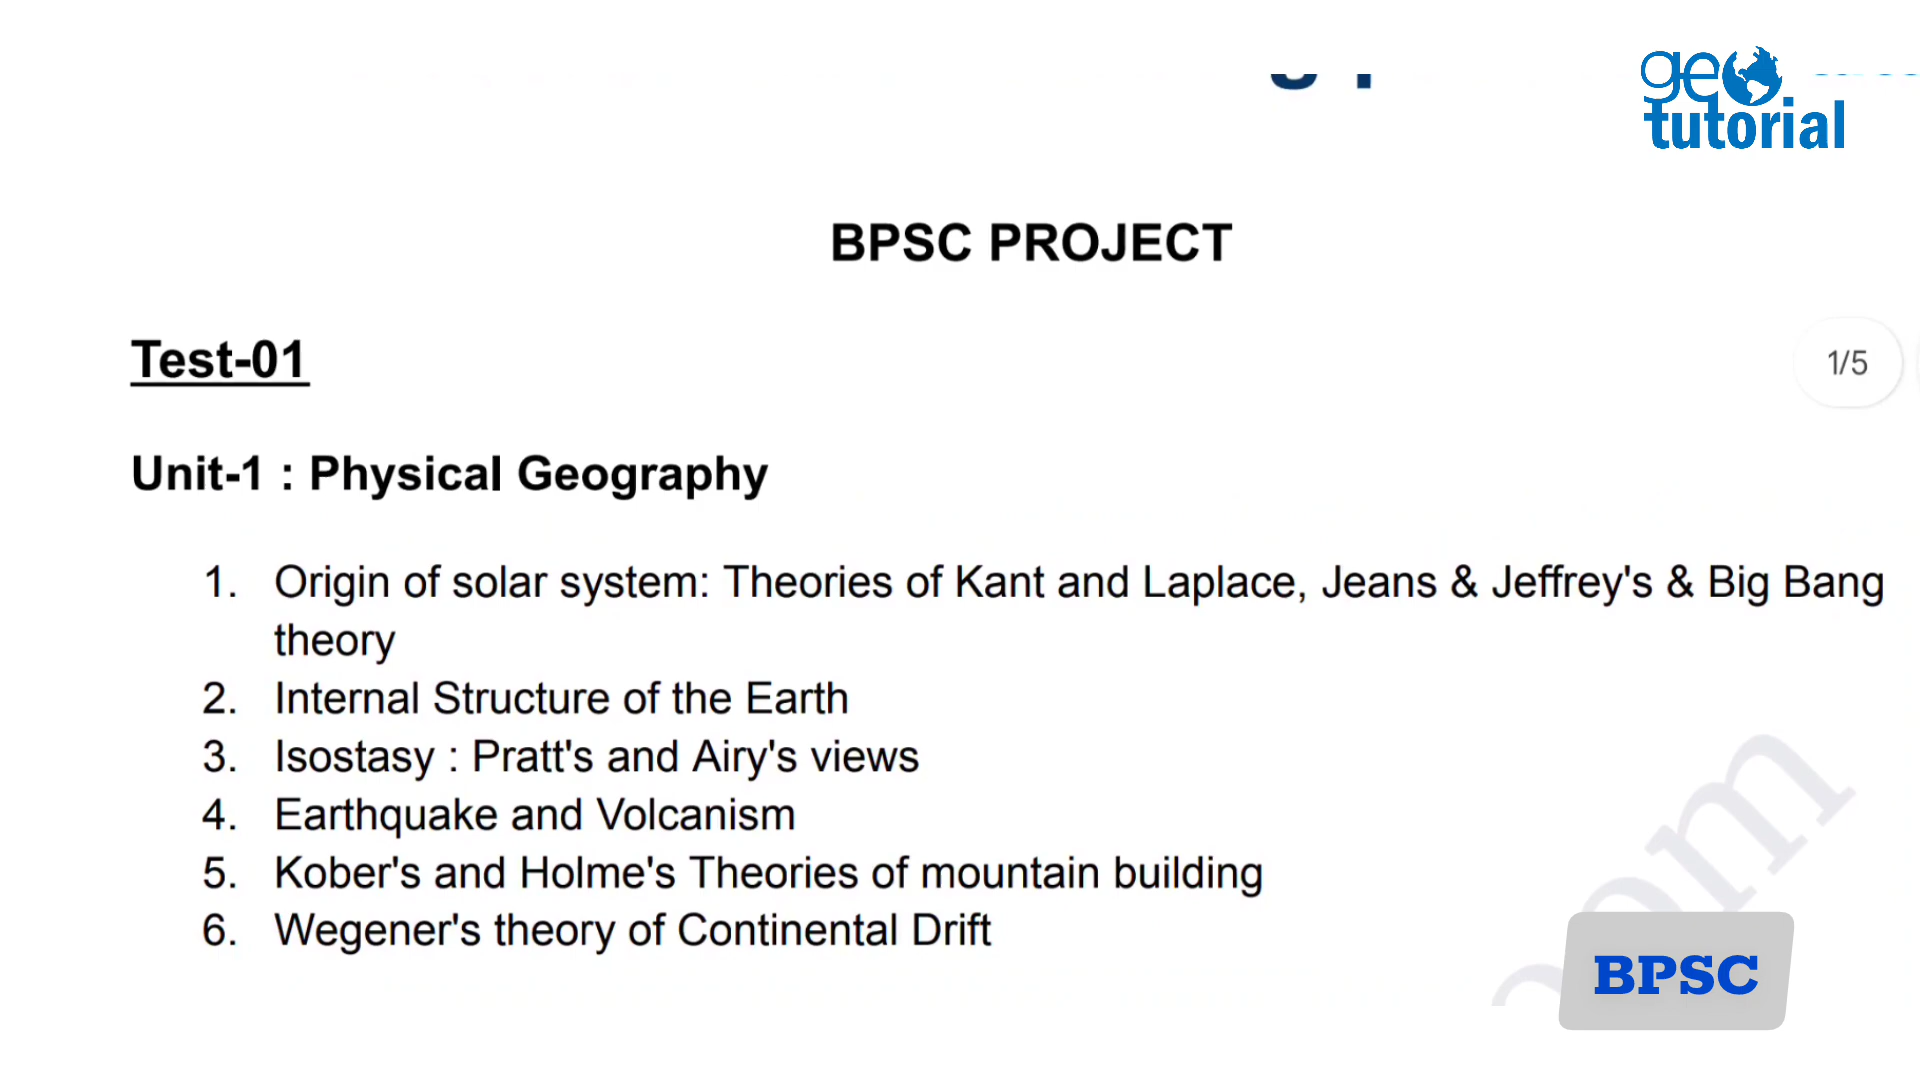 geo
tutorial
BPSC PROJECT
Test-01
1/5
Unit-1 : Physical Geography
1. Origin of solar system: Theories of Kant and Laplace, Jeans & Jeffrey's & Big Bang
theory
2. Internal Structure of the Earth
3. Isostasy : Pratt's and Airy's views
4. Earthquake and Volcanism
5. Kober's and Holme's Theories of mountain building
6. Wegener's theory of Continental Drift
BPSC